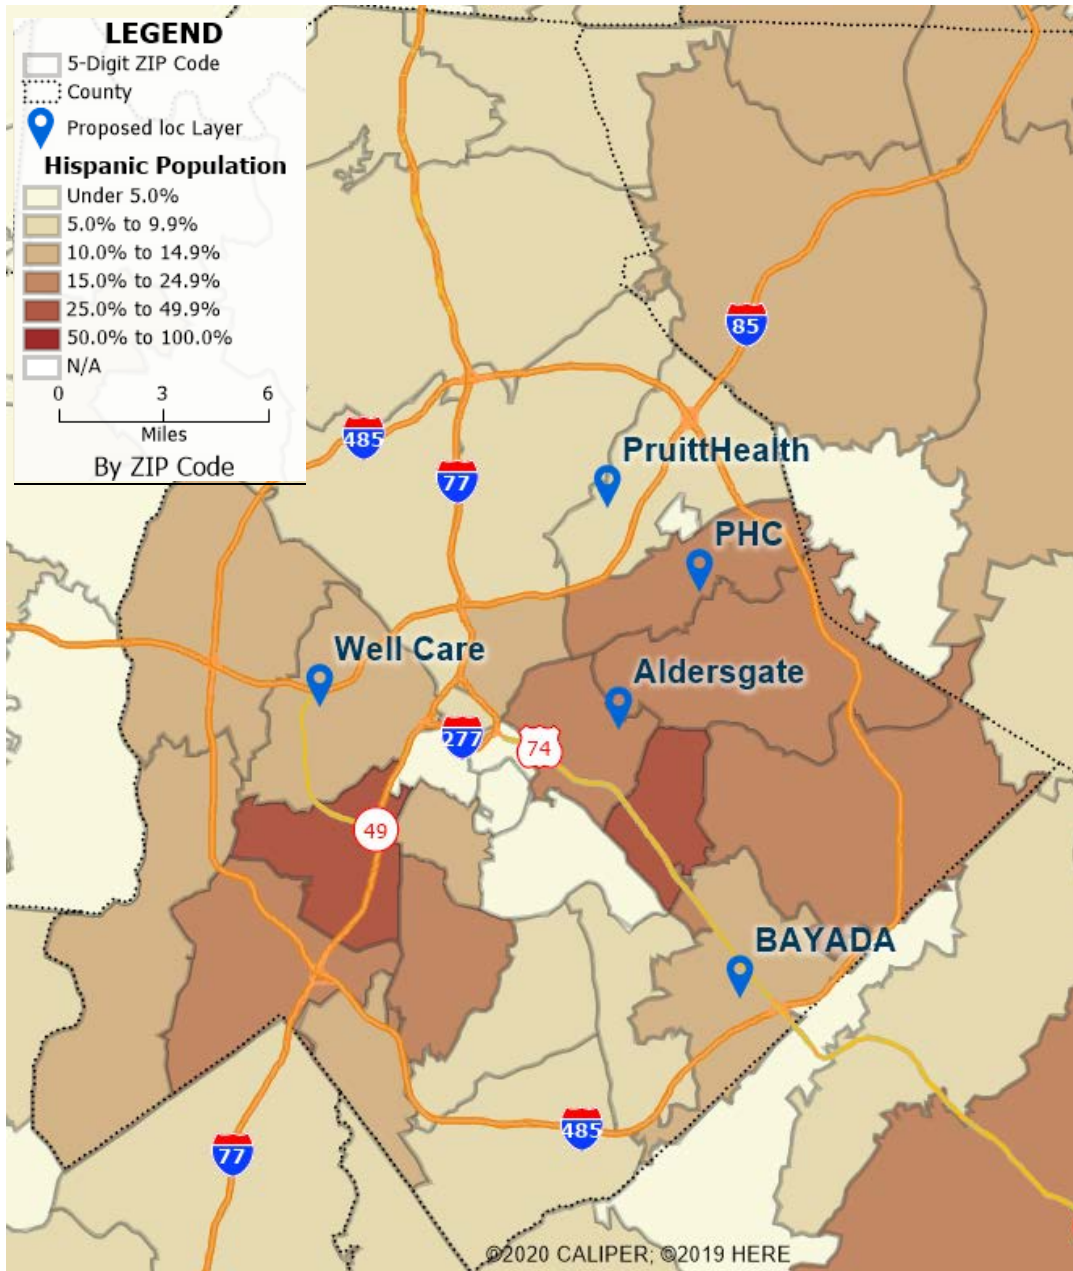 LEGEND
5-Digit ZIP Code
County
Proposed loc Layer
Hispanic Population
Under 5.0%
5.0% to 9.9%
10.0% to 14.9%
15.0% to 24.9%
25.0% to 49.9%
50.0% to 100.0%
N/A
0 3 6
Miles
By ZIP Code
85
485
77
PruittHealth
PHC
Well Care
Aldersgate
277
74
49
BAYADA
485
77
©2020 CALIPER; ©2019 HERE